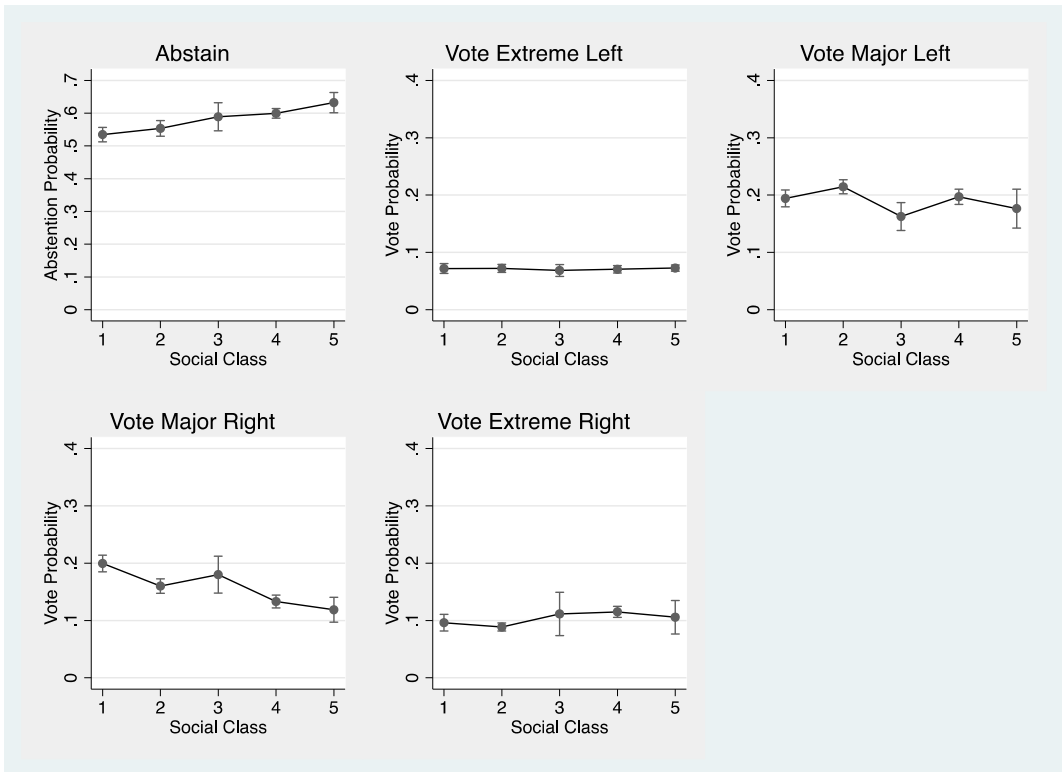 Abstain
Abstention Probability
0 .1 .2 .3 .4 .5 .6 .7
1 2 3 4 5
Social Class
Vote Extreme Left
Vote Probability
0 .1 .2 .3 .4
1 2 3 4 5
Social Class
Vote Major Left
Vote Probability
0 .1 .2 .3 .4
1 2 3 4 5
Social Class
Vote Major Right
Vote Probability
0 .1 .2 .3 .4
1 2 3 4 5
Social Class
Vote Extreme Right
Vote Probability
0 .1 .2 .3 .4
1 2 3 4 5
Social Class